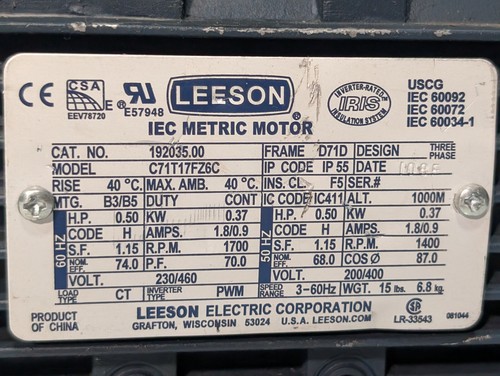 CE CSA ® E EEV78720 UR ® E57948 LEESON ® INVERTER-RATED™ IRIS INSULATION SYSTEM USCG
IEC 60092
IEC 60072
IEC 60034-1
IEC METRIC MOTOR
CAT. NO. 192035.00 FRAME D71D DESIGN THREE PHASE
MODEL C71T17FZ6C IP CODE IP 55 DATE
RISE 40 °C. MAX. AMB. 40 °C. INS. CL. F5 SER.#
MTG. B3/B5 DUTY CONT IC CODE IC411 ALT. 1000M
60 HZ H.P. 0.50 KW 0.37 50 HZ H.P. 0.50 KW 0.37
CODE H AMPS. 1.8/0.9 CODE H AMPS. 1.8/0.9
S.F. 1.15 R.P.M. 1700 S.F. 1.15 R.P.M. 1400
NOM. EFF. 74.0 P.F. 70.0 NOM. EFF. 68.0 COS Ø 87.0
VOLT. 230/460 VOLT. 200/400
LOAD TYPE CT INVERTER TYPE PWM SPEED RANGE 3-60Hz WGT. 15 lbs. 6.8 kg.
PRODUCT OF CHINA
LEESON ELECTRIC CORPORATION
GRAFTON, WISCONSIN 53024 U.S.A. LEESON.COM
SA LR-33543 081044